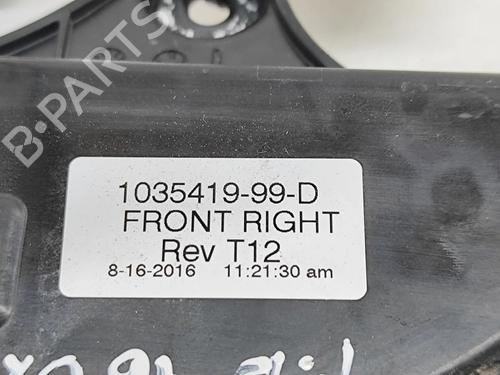 B-PARTS
1035419-99-D
FRONT RIGHT
Rev T12
8-16-2016 11:21:30 am